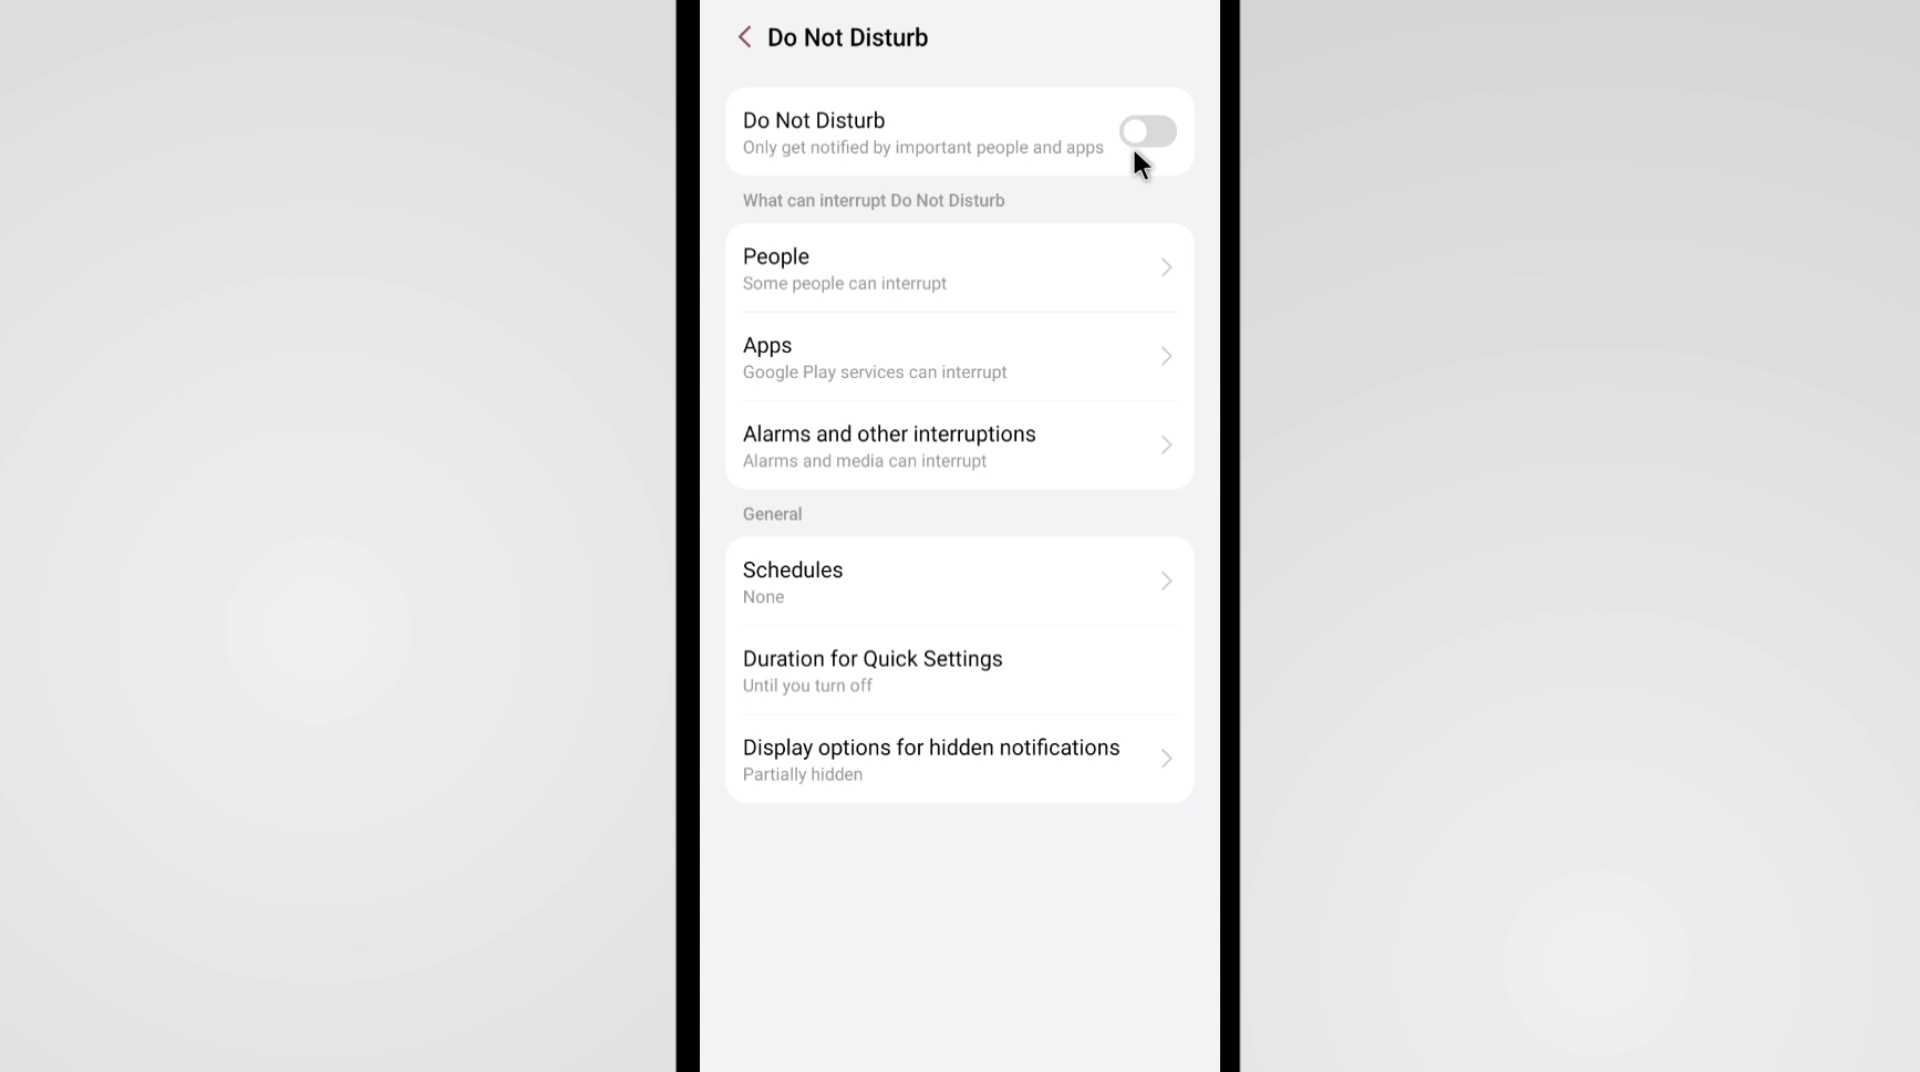 Do Not Disturb
Do Not Disturb
Only get notified by important people and apps
What can interrupt Do Not Disturb
People
Some people can interrupt
Apps
Google Play services can interrupt
Alarms and other interruptions
Alarms and media can interrupt
General
Schedules
None
Duration for Quick Settings
Until you turn off
Display options for hidden notifications
Partially hidden